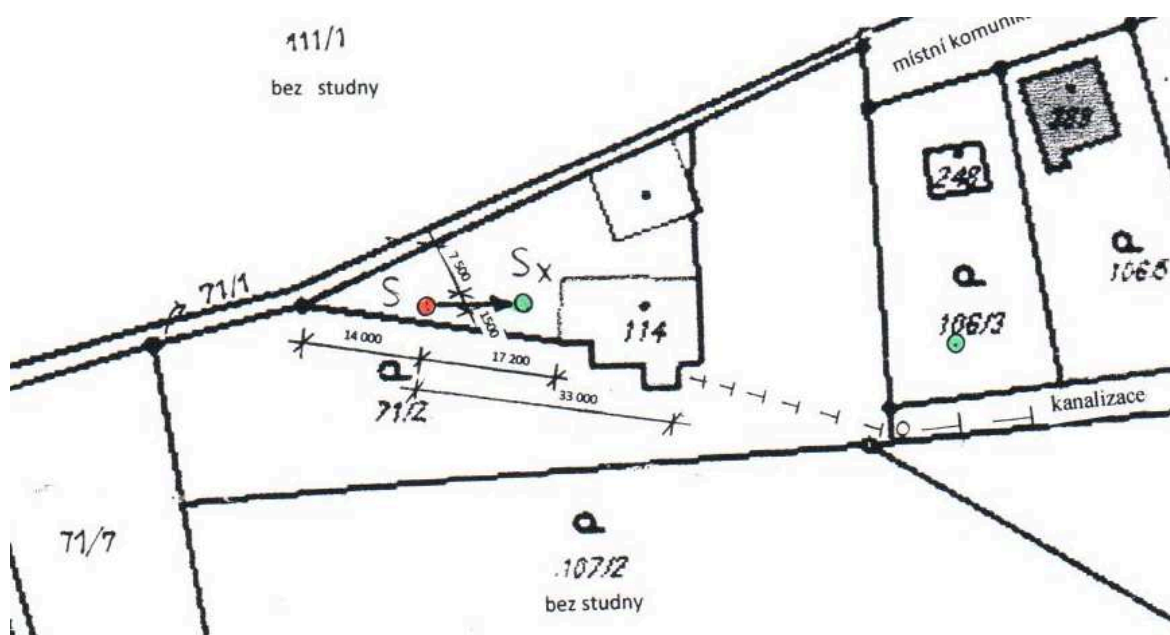 111/1
bez studny
místní komunik
248
71/1
7 500
S
Sx
1500
114
106/3
14 000
17 200
71/2
33 000
kanalizace
71/7
107/2
bez studny